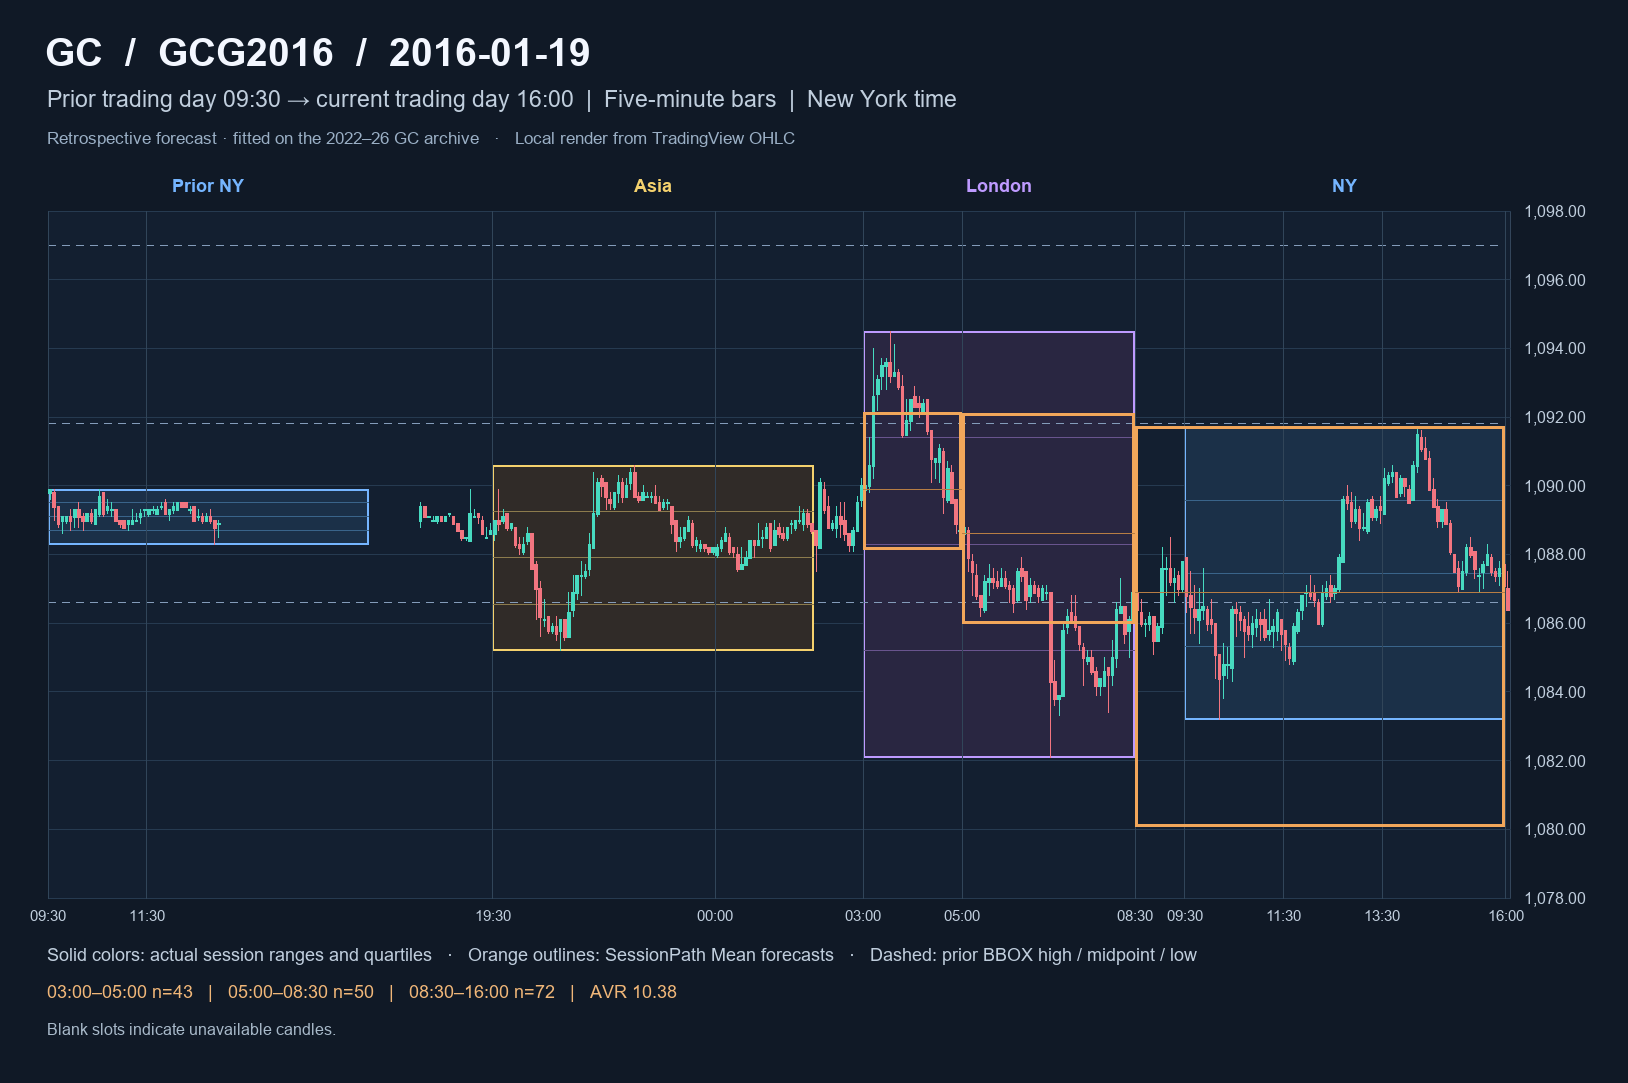 GC / GCG2016 / 2016-01-19
Prior trading day 09:30 → current trading day 16:00 | Five-minute bars | New York time
Retrospective forecast · fitted on the 2022–26 GC archive · Local render from TradingView OHLC
Prior NY Asia London NY
1,098.00
1,096.00
1,094.00
1,092.00
1,090.00
1,088.00
1,086.00
1,084.00
1,082.00
1,080.00
1,078.00
09:30 11:30 19:30 00:00 03:00 05:00 08:30 09:30 11:30 13:30 16:00
Solid colors: actual session ranges and quartiles · Orange outlines: SessionPath Mean forecasts · Dashed: prior BBOX high / midpoint / low
03:00–05:00 n=43 | 05:00–08:30 n=50 | 08:30–16:00 n=72 | AVR 10.38
Blank slots indicate unavailable candles.